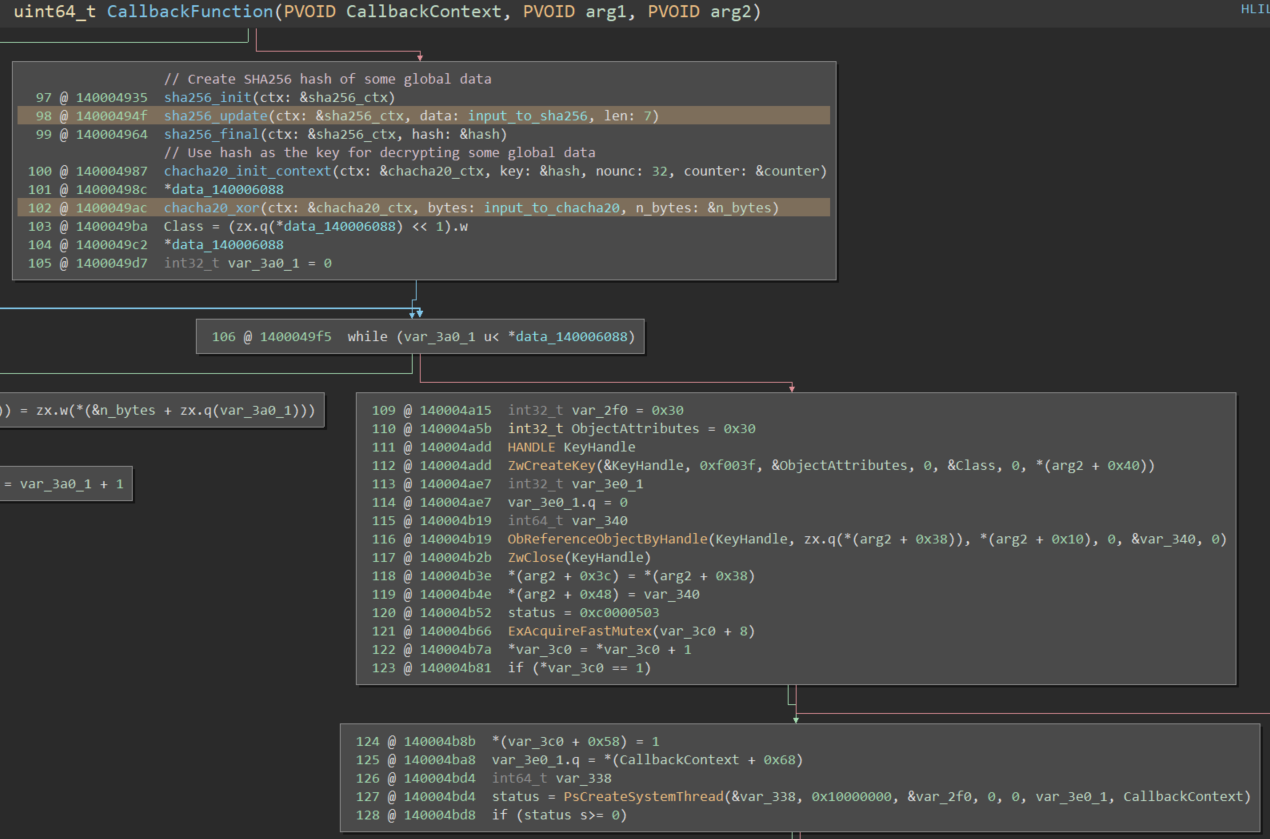 uint64_t CallbackFunction(PVOID CallbackContext, PVOID arg1, PVOID arg2)
// Create SHA256 hash of some global data
97 @ 140004935 sha256_init(ctx: &sha256_ctx)
98 @ 14000494f sha256_update(ctx: &sha256_ctx, data: input_to_sha256, len: 7)
99 @ 140004964 sha256_final(ctx: &sha256_ctx, hash: &hash)
// Use hash as the key for decrypting some global data
100 @ 140004987 chacha20_init_context(ctx: &chacha20_ctx, key: &hash, nounc: 32, counter: &counter)
101 @ 14000498c *data_140006088
102 @ 1400049ac chacha20_xor(ctx: &chacha20_ctx, bytes: input_to_chacha20, n_bytes: &n_bytes)
103 @ 1400049ba Class = (zx.q(*data_140006088) << 1).w
104 @ 1400049c2 *data_140006088
105 @ 1400049d7 int32_t var_3a0_1 = 0
106 @ 1400049f5 while (var_3a0_1 u< *data_140006088)
)) = zx.w(*(&n_bytes + zx.q(var_3a0_1)))
= var_3a0_1 + 1
109 @ 140004a15 int32_t var_2f0 = 0x30
110 @ 140004a5b int32_t ObjectAttributes = 0x30
111 @ 140004add HANDLE KeyHandle
112 @ 140004add ZwCreateKey(&KeyHandle, 0xf003f, &ObjectAttributes, 0, &Class, 0, *(arg2 + 0x40))
113 @ 140004ae7 int32_t var_3e0_1
114 @ 140004ae7 var_3e0_1.q = 0
115 @ 140004b19 int64_t var_340
116 @ 140004b19 ObReferenceObjectByHandle(KeyHandle, zx.q(*(arg2 + 0x38)), *(arg2 + 0x10), 0, &var_340, 0)
117 @ 140004b2b ZwClose(KeyHandle)
118 @ 140004b3e *(arg2 + 0x3c) = *(arg2 + 0x38)
119 @ 140004b4e *(arg2 + 0x48) = var_340
120 @ 140004b52 status = 0xc0000503
121 @ 140004b66 ExAcquireFastMutex(var_3c0 + 8)
122 @ 140004b7a *var_3c0 = *var_3c0 + 1
123 @ 140004b81 if (*var_3c0 == 1)
124 @ 140004b8b *(var_3c0 + 0x58) = 1
125 @ 140004ba8 var_3e0_1.q = *(CallbackContext + 0x68)
126 @ 140004bd4 int64_t var_338
127 @ 140004bd4 status = PsCreateSystemThread(&var_338, 0x10000000, &var_2f0, 0, 0, var_3e0_1, CallbackContext)
128 @ 140004bd8 if (status s>= 0)